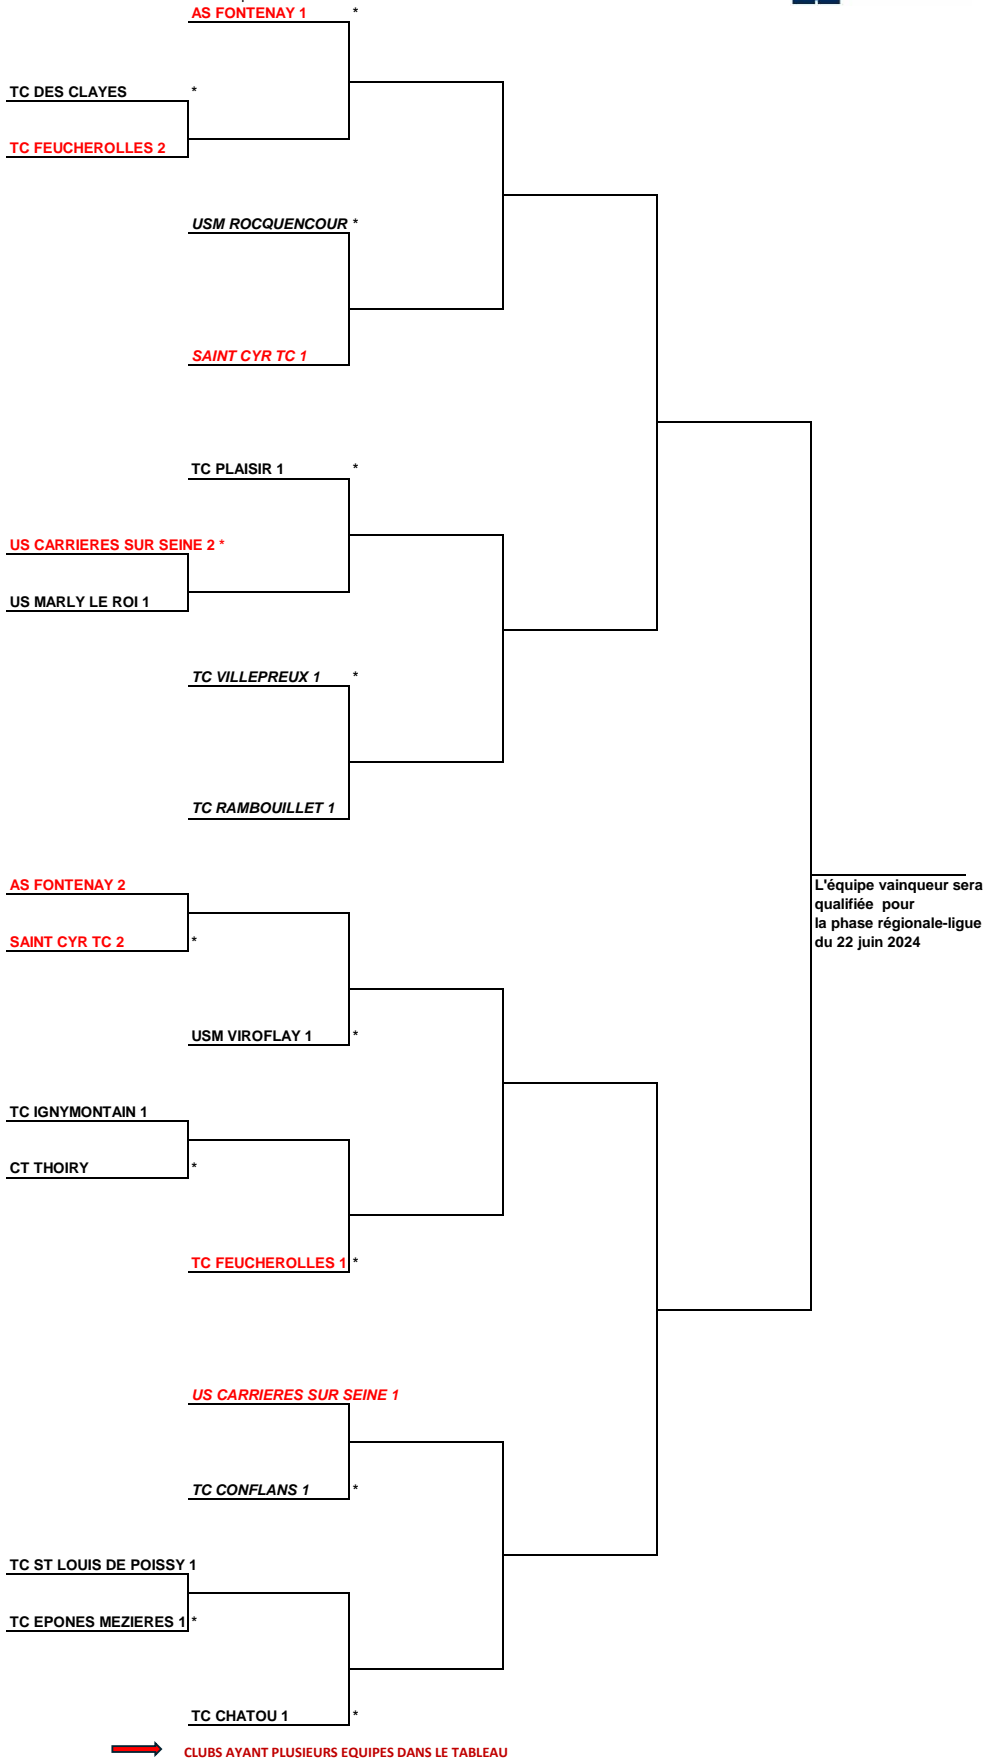 AS FONTENAY 1 *
TC DES CLAYES *
TC FEUCHEROLLES 2
USM ROCQUENCOUR *
SAINT CYR TC 1
TC PLAISIR 1 *
US CARRIERES SUR SEINE 2 *
US MARLY LE ROI 1
TC VILLEPREUX 1 *
TC RAMBOUILLET 1
AS FONTENAY 2
SAINT CYR TC 2 *
L'équipe vainqueur sera
qualifiée pour
la phase régionale-ligue
du 22 juin 2024
USM VIROFLAY 1 *
TC IGNYMONTAIN 1
CT THOIRY *
TC FEUCHEROLLES 1 *
US CARRIERES SUR SEINE 1
TC CONFLANS 1 *
TC ST LOUIS DE POISSY 1
TC EPONES MEZIERES 1 *
TC CHATOU 1 *
CLUBS AYANT PLUSIEURS EQUIPES DANS LE TABLEAU